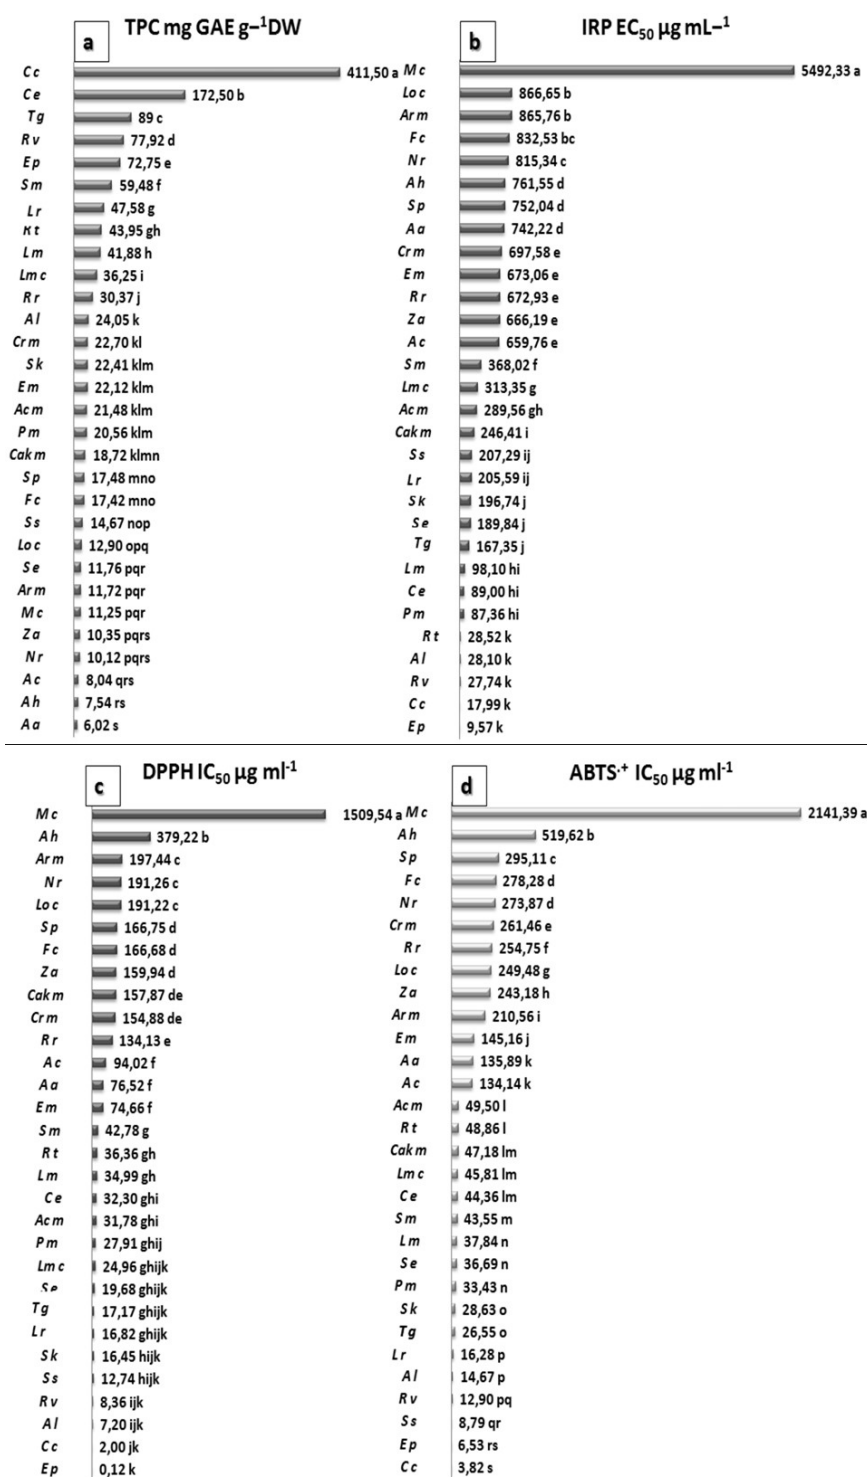 a
TPC mg GAE g–¹DW
Cc 411,50 a
Ce 172,50 b
Tg 89 c
Rv 77,92 d
Ep 72,75 e
Sm 59,48 f
Lr 47,58 g
Rt 43,95 gh
Lm 41,88 h
Lmc 36,25 i
Rr 30,37 j
Al 24,05 k
Crm 22,70 kl
Sk 22,41 klm
Em 22,12 klm
Acm 21,48 klm
Pm 20,56 klm
Cakm 18,72 klmn
Sp 17,48 mno
Fc 17,42 mno
Ss 14,67 nop
Loc 12,90 opq
Se 11,76 pqr
Arm 11,72 pqr
Mc 11,25 pqr
Za 10,35 pqrs
Nr 10,12 pqrs
Ac 8,04 qrs
Ah 7,54 rs
Aa 6,02 s
b
IRP EC₅₀ µg mL–¹
Mc 5492,33 a
Loc 866,65 b
Arm 865,76 b
Fc 832,53 bc
Nr 815,34 c
Ah 761,55 d
Sp 752,04 d
Aa 742,22 d
Crm 697,58 e
Em 673,06 e
Rr 672,93 e
Za 666,19 e
Ac 659,76 e
Sm 368,02 f
Lmc 313,35 g
Acm 289,56 gh
Cakm 246,41 i
Ss 207,29 ij
Lr 205,59 ij
Sk 196,74 j
Se 189,84 j
Tg 167,35 j
Lm 98,10 hi
Ce 89,00 hi
Pm 87,36 hi
Rt 28,52 k
Al 28,10 k
Rv 27,74 k
Cc 17,99 k
Ep 9,57 k
c
DPPH IC₅₀ µg ml⁻¹
Mc 1509,54 a
Ah 379,22 b
Arm 197,44 c
Nr 191,26 c
Loc 191,22 c
Sp 166,75 d
Fc 166,68 d
Za 159,94 d
Cakm 157,87 de
Crm 154,88 de
Rr 134,13 e
Ac 94,02 f
Aa 76,52 f
Em 74,66 f
Sm 42,78 g
Rt 36,36 gh
Lm 34,99 gh
Ce 32,30 ghi
Acm 31,78 ghi
Pm 27,91 ghij
Lmc 24,96 ghijk
Se 19,68 ghijk
Tg 17,17 ghijk
Lr 16,82 ghijk
Sk 16,45 hijk
Ss 12,74 hijk
Rv 8,36 ijk
Al 7,20 ijk
Cc 2,00 jk
Ep 0,12 k
d
ABTS·⁺ IC₅₀ µg ml⁻¹
Mc 2141,39 a
Ah 519,62 b
Sp 295,11 c
Fc 278,28 d
Nr 273,87 d
Crm 261,46 e
Rr 254,75 f
Loc 249,48 g
Za 243,18 h
Arm 210,56 i
Em 145,16 j
Aa 135,89 k
Ac 134,14 k
Acm 49,50 l
Rt 48,86 l
Cakm 47,18 lm
Lmc 45,81 lm
Ce 44,36 lm
Sm 43,55 m
Lm 37,84 n
Se 36,69 n
Pm 33,43 n
Sk 28,63 o
Tg 26,55 o
Lr 16,28 p
Al 14,67 p
Rv 12,90 pq
Ss 8,79 qr
Ep 6,53 rs
Cc 3,82 s